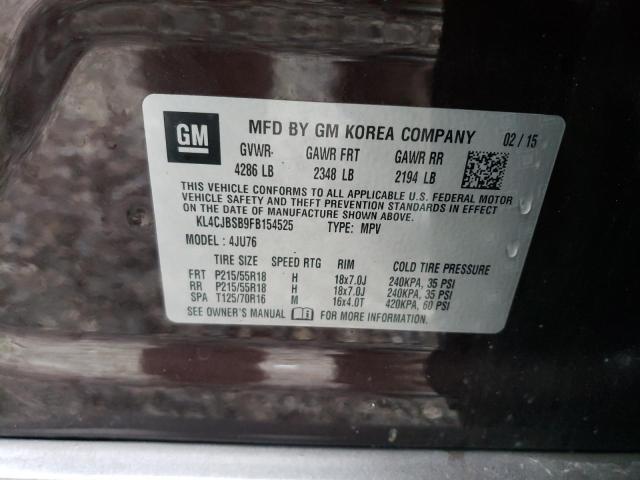 GM MFD BY GM KOREA COMPANY 02/15
GVWR GAWR FRT GAWR RR
4286 LB 2348 LB 2194 LB
THIS VEHICLE CONFORMS TO ALL APPLICABLE U.S. FEDERAL MOTOR
VEHICLE SAFETY AND THEFT PREVENTION STANDARDS IN EFFECT
ON THE DATE OF MANUFACTURE SHOWN ABOVE.
KL4CJBSB9FB154525 TYPE: MPV
MODEL: 4JU76
TIRE SIZE SPEED RTG RIM COLD TIRE PRESSURE
FRT P215/55R18 H 18x7.0J 240KPA, 35 PSI
RR P215/55R18 H 18x7.0J 240KPA, 35 PSI
SPA T125/70R16 M 16x4.0T 420KPA, 60 PSI
SEE OWNER'S MANUAL FOR MORE INFORMATION.